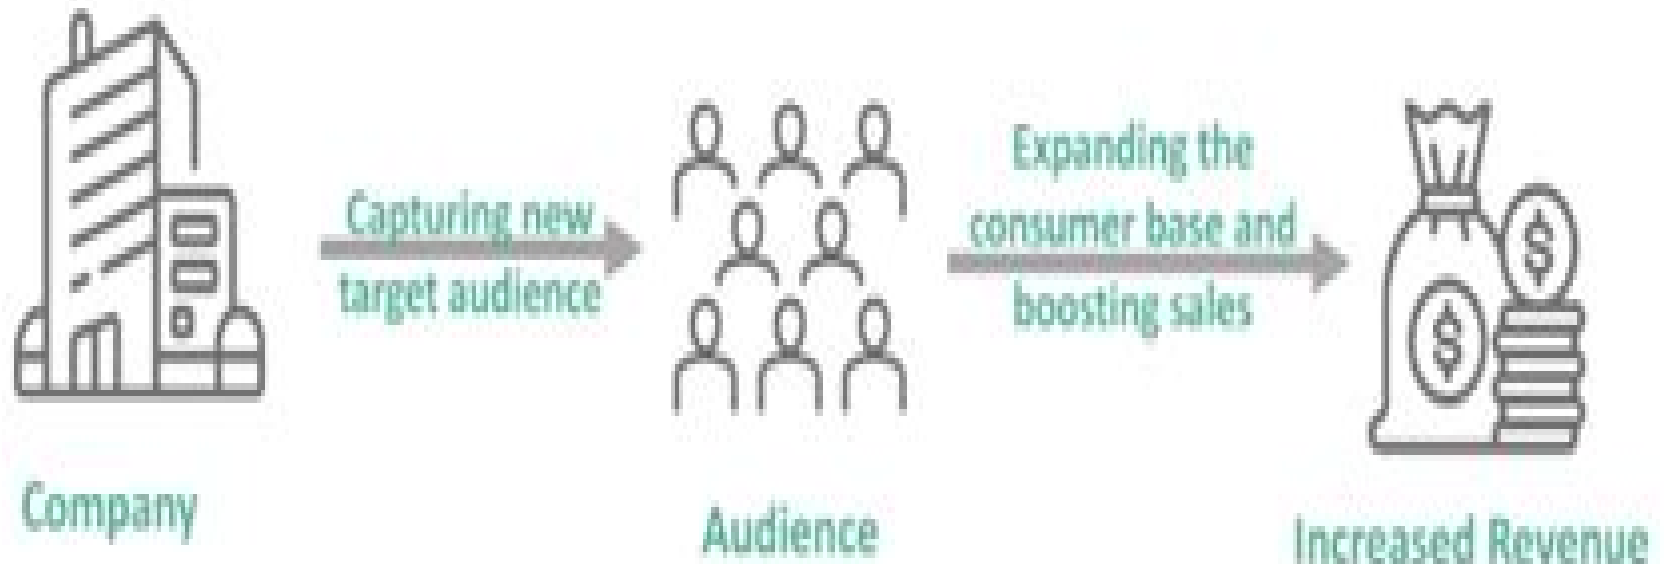 Capturing new
target audience
Expanding the
consumer base and
boosting sales
$
$
Company
Audience
Increased Revenue